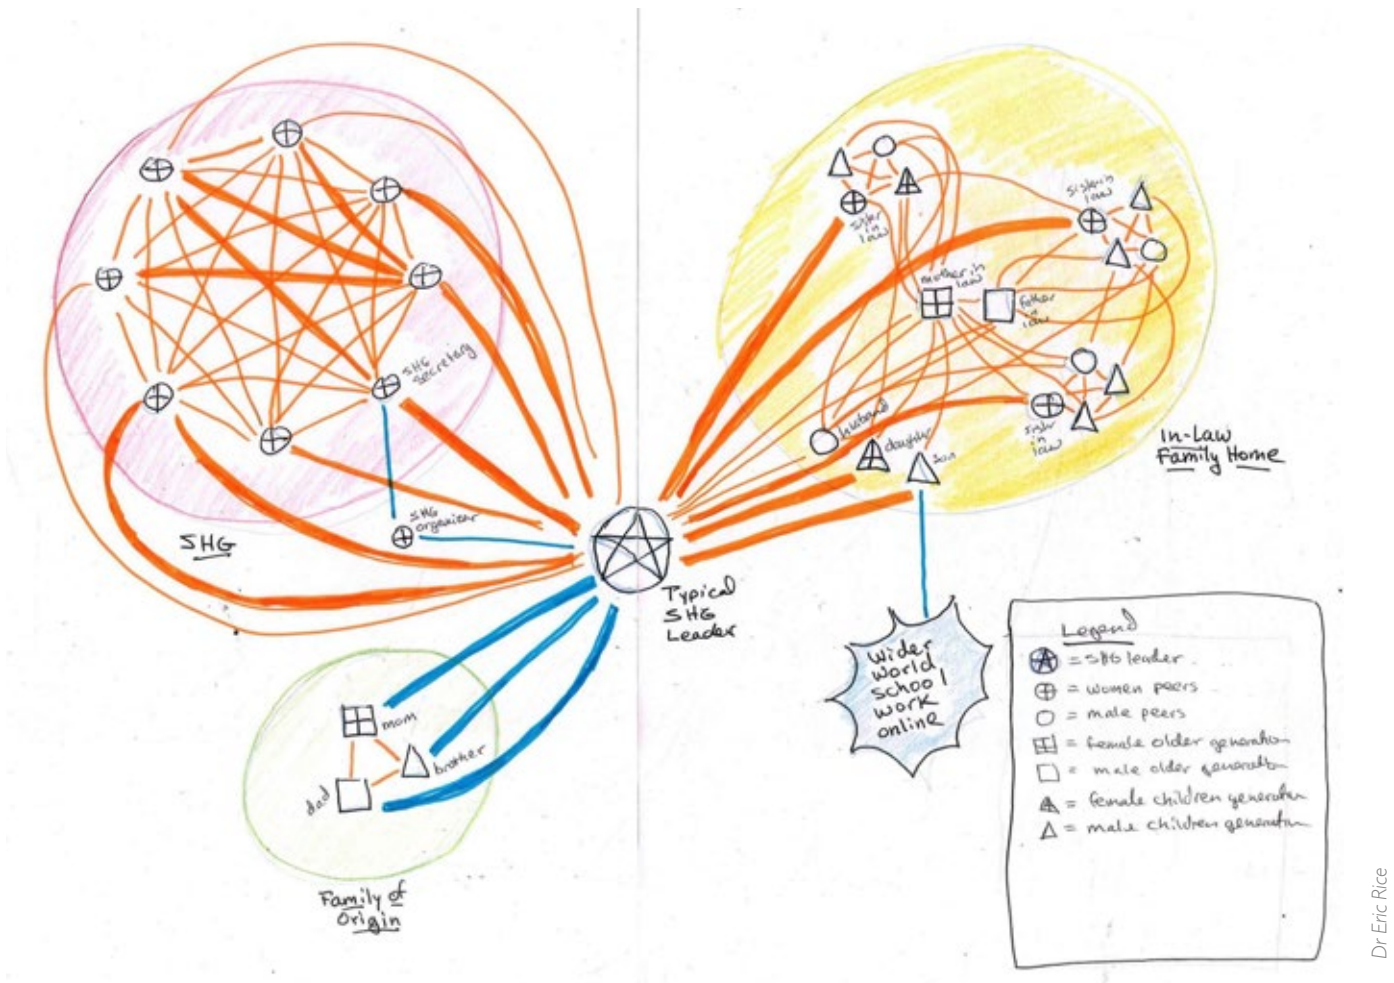 SHG
secretary
SHG
organizer
SHG
Typical
SHG
Leader
mom
brother
dad
Family of
Origin
sister
in
law
sister in
law
mother in
law
father
in
law
husband
daughter
son
sister
in
law
In-Law
Family Home
wider
world
school
work
online
Legend
= SHG leader
= women peers
= male peers
= female older generation
= male older generation
= female children generation
= male children generation
Dr Eric Rice